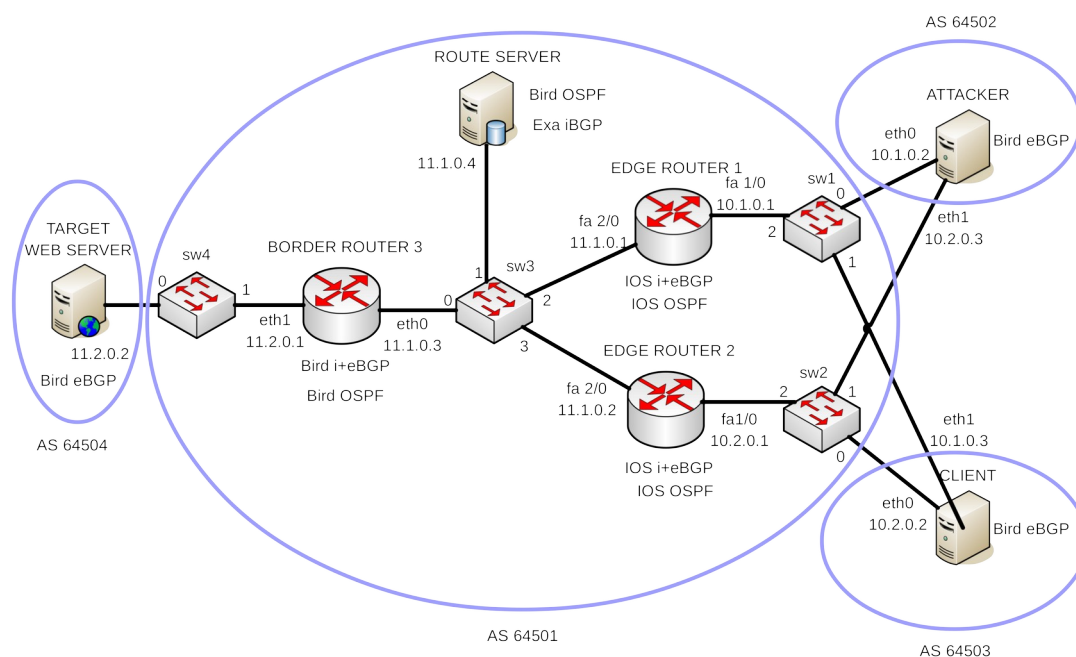 AS 64502
ROUTE SERVER
Bird OSPF
Exa iBGP
11.1.0.4
ATTACKER
eth0
10.1.0.2
Bird eBGP
eth1
10.2.0.3
EDGE ROUTER 1
fa 1/0
10.1.0.1
sw1
0
2
1
fa 2/0
11.1.0.1
IOS i+eBGP
IOS OSPF
TARGET
WEB SERVER
11.2.0.2
Bird eBGP
AS 64504
sw4
0
1
BORDER ROUTER 3
eth1
11.2.0.1
eth0
11.1.0.3
Bird i+eBGP
Bird OSPF
sw3
1
0
2
3
EDGE ROUTER 2
fa 2/0
11.1.0.2
fa1/0
10.2.0.1
IOS i+eBGP
IOS OSPF
sw2
2
1
0
eth1
10.1.0.3
CLIENT
eth0
10.2.0.2
Bird eBGP
AS 64501
AS 64503